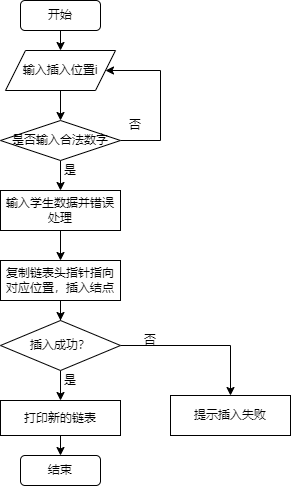 开始
输入插入位置i
否
是否输入合法数字
是
输入学生数据并错误
处理
复制链表头指针指向
对应位置，插入结点
否
插入成功？
是
打印新的链表
提示插入失败
结束